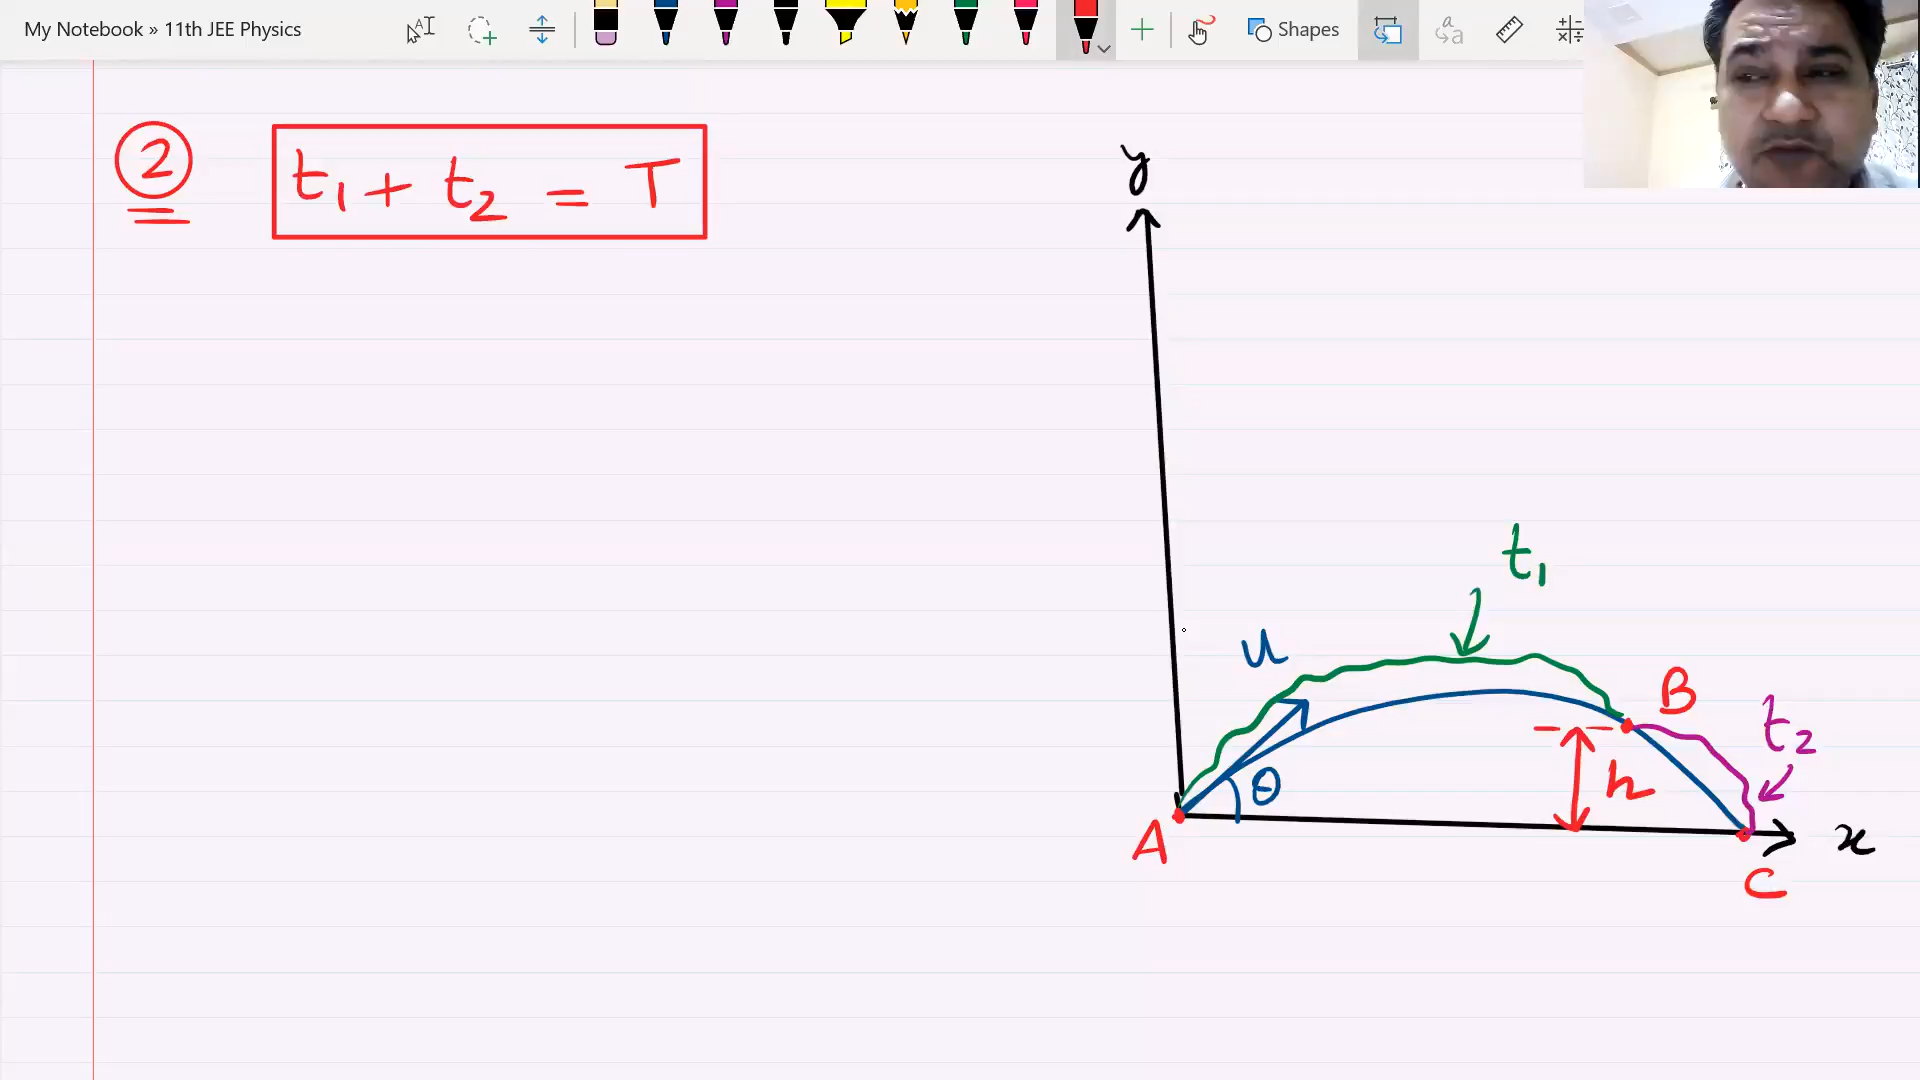 My Notebook » 11th JEE Physics
Shapes
② t₁ + t₂ = T
y
t₁
u
B
t₂
θ
h
A
x
C